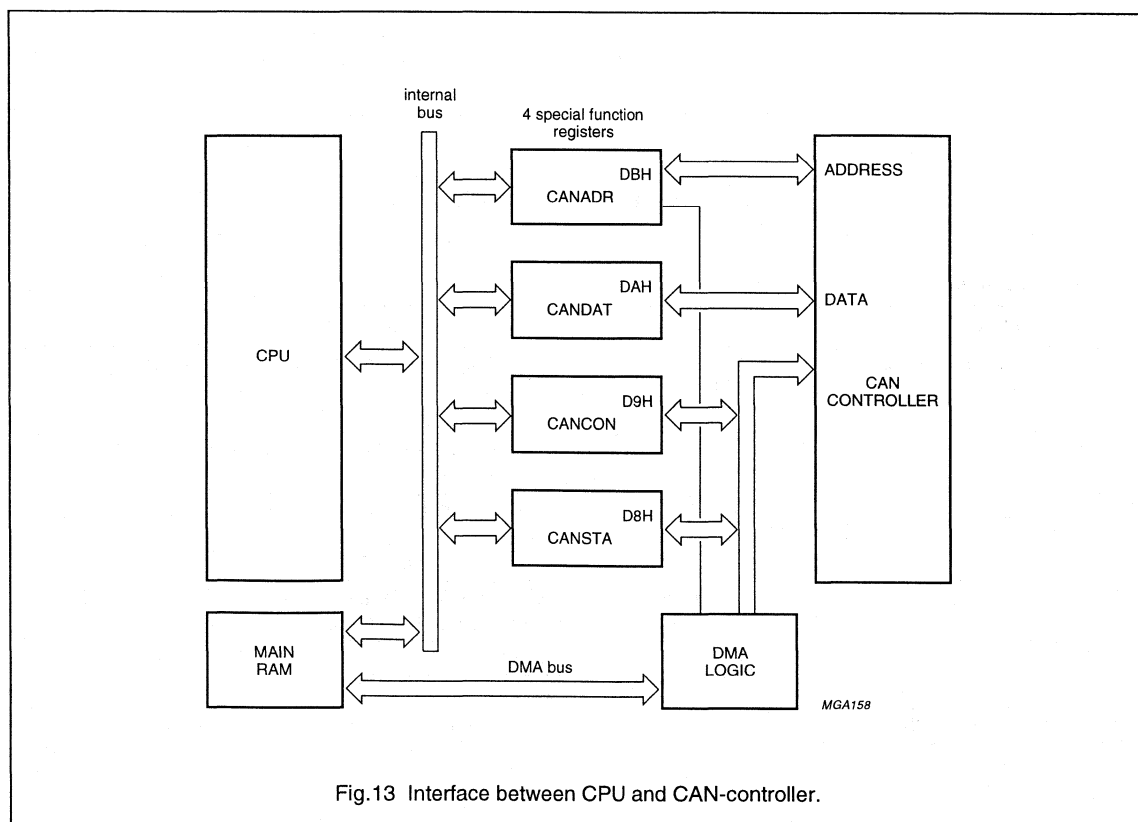 internal
bus
4 special function
registers
DBH
CANADR
ADDRESS
DAH
CANDAT
DATA
CPU
D9H
CANCON
CAN
CONTROLLER
D8H
CANSTA
MAIN
RAM
DMA bus
DMA
LOGIC
MGA158
Fig.13 Interface between CPU and CAN-controller.